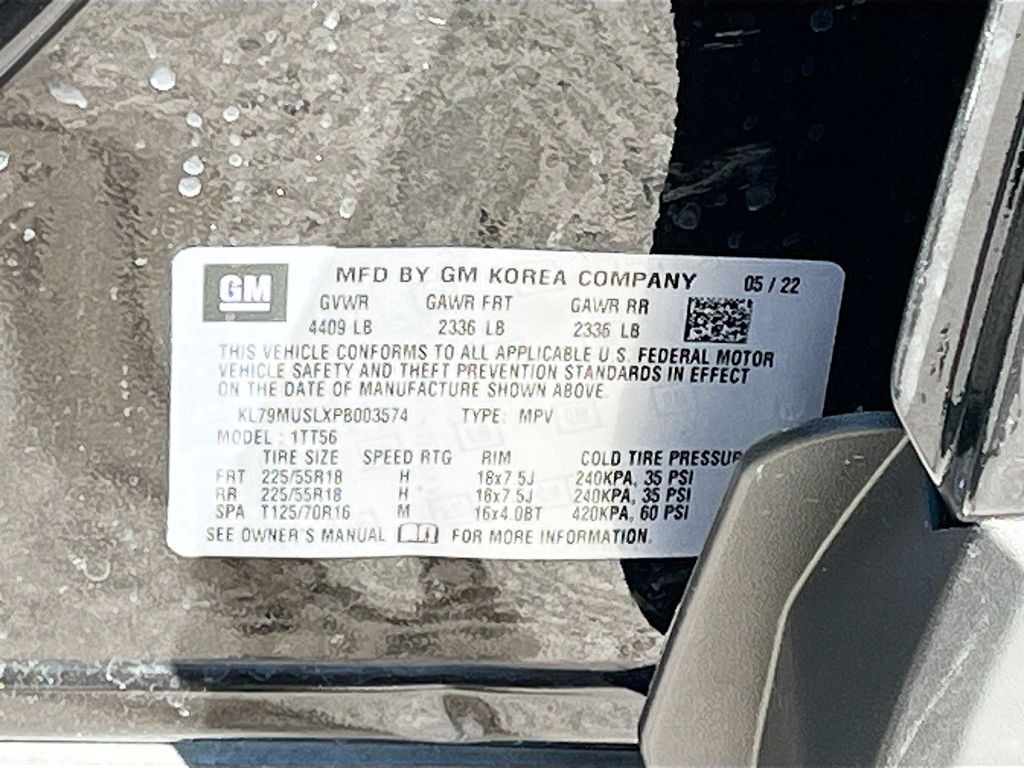 GM MFD BY GM KOREA COMPANY 05 / 22
GVWR GAWR FRT GAWR RR
4409 LB 2336 LB 2336 LB
THIS VEHICLE CONFORMS TO ALL APPLICABLE U.S. FEDERAL MOTOR
VEHICLE SAFETY AND THEFT PREVENTION STANDARDS IN EFFECT
ON THE DATE OF MANUFACTURE SHOWN ABOVE.
KL79MUSLXPB003574 TYPE: MPV
MODEL : 1TT56
TIRE SIZE SPEED RTG RIM COLD TIRE PRESSUR
FRT 225/55R18 H 18x7.5J 240KPA, 35 PSI
RR 225/55R18 H 18x7.5J 240KPA, 35 PSI
SPA T125/70R16 M 16x4.0BT 420KPA, 60 PSI
SEE OWNER'S MANUAL FOR MORE INFORMATION.